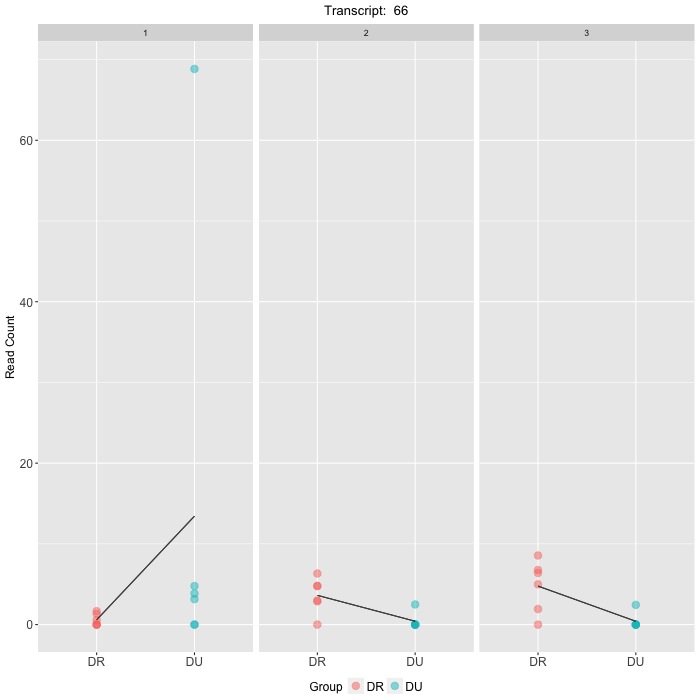 Transcript:  66
1 2 3
Read Count
60
40
20
0
DR DU DR DU DR DU
Group DR DU